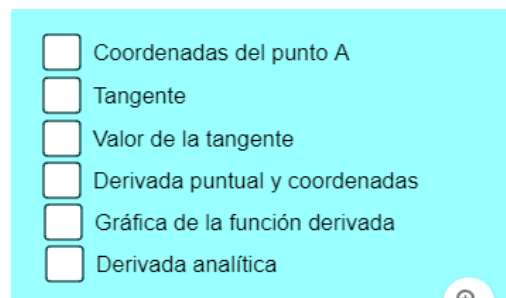 Coordenadas del punto A
Tangente
Valor de la tangente
Derivada puntual y coordenadas
Gráfica de la función derivada
Derivada analítica